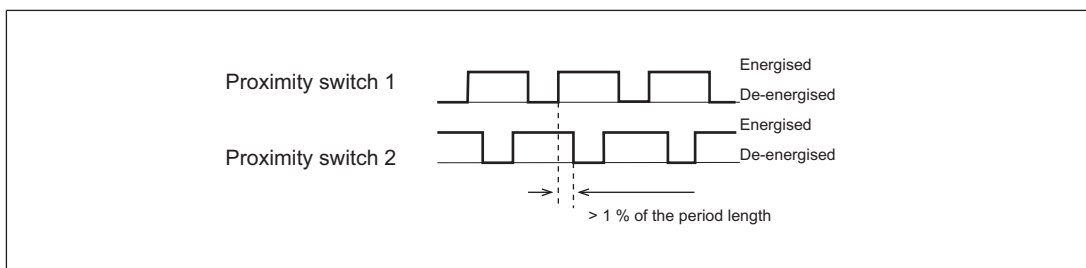 Proximity switch 1
Energised
De-energised
Proximity switch 2
Energised
De-energised
> 1 % of the period length